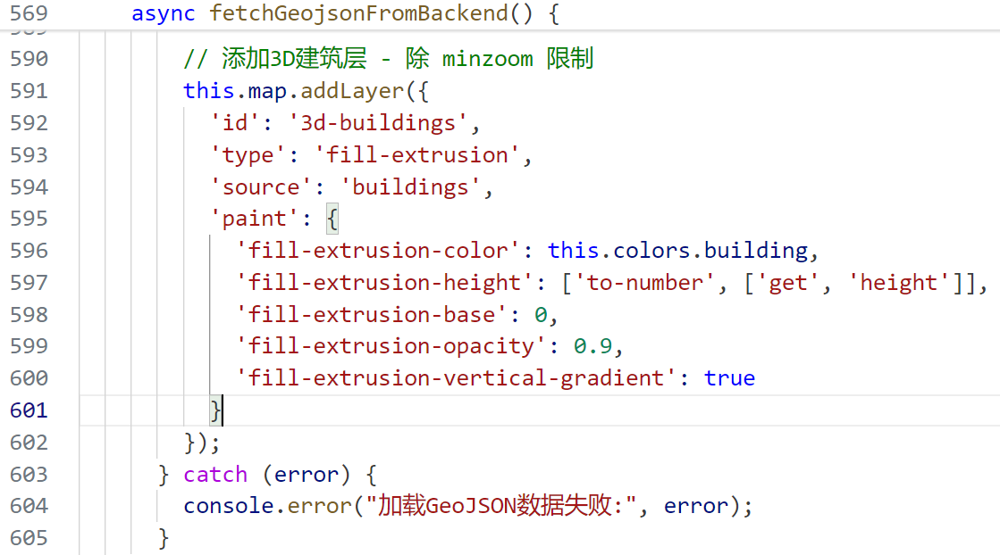 569 async fetchGeojsonFromBackend() {
590 // 添加3D建筑层 - 除 minzoom 限制
591 this.map.addLayer({
592 'id': '3d-buildings',
593 'type': 'fill-extrusion',
594 'source': 'buildings',
595 'paint': {
596 'fill-extrusion-color': this.colors.building,
597 'fill-extrusion-height': ['to-number', ['get', 'height']],
598 'fill-extrusion-base': 0,
599 'fill-extrusion-opacity': 0.9,
600 'fill-extrusion-vertical-gradient': true
601 }
602 });
603 } catch (error) {
604 console.error("加载GeoJSON数据失败:", error);
605 }